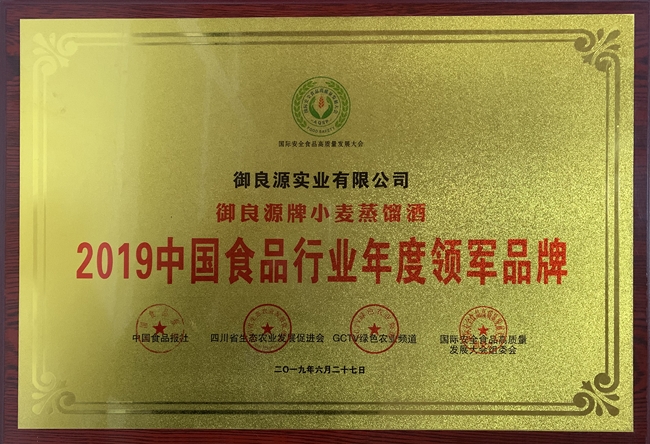 国际安全食品高质量发展大会
御良源实业有限公司
御良源牌小麦蒸馏酒
2019中国食品行业年度领军品牌
中国食品报社
四川省生态农业发展促进会
GCTV绿色农业频道
国际安全食品高质量
发展大会组委会
二〇一九年六月二十七日